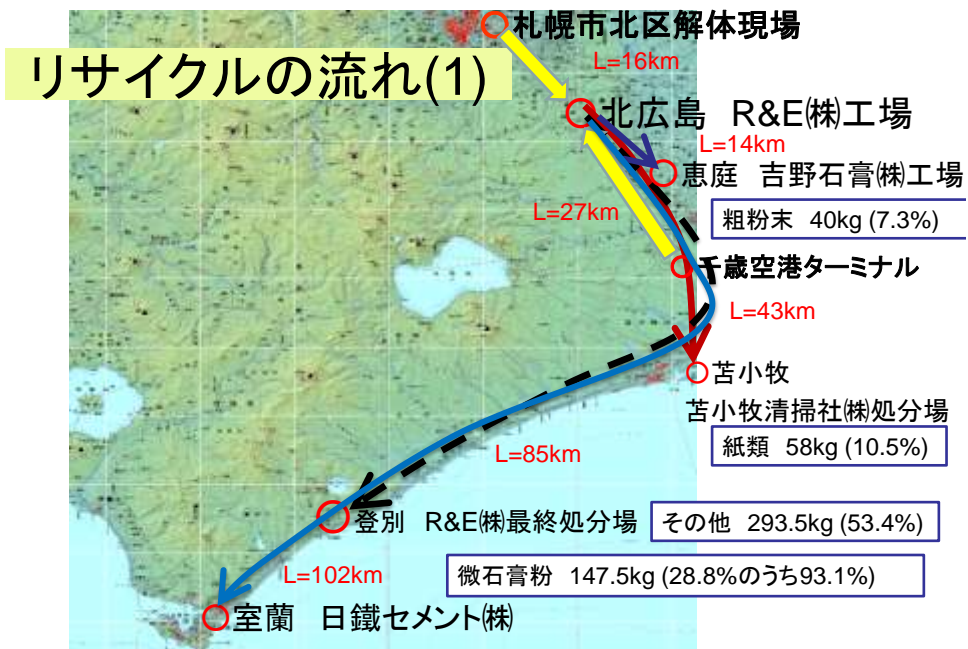 札幌市北区解体現場
リサイクルの流れ(1)
L=16km
北広島 R&E㈱工場
L=14km
恵庭 吉野石膏㈱工場
粗粉末 40kg (7.3%)
L=27km
千歳空港ターミナル
L=43km
苫小牧
苫小牧清掃社㈱処分場
紙類 58kg (10.5%)
L=85km
登別 R&E㈱最終処分場
その他 293.5kg (53.4%)
L=102km
微石膏粉 147.5kg (28.8%のうち93.1%)
室蘭 日鐵セメント㈱